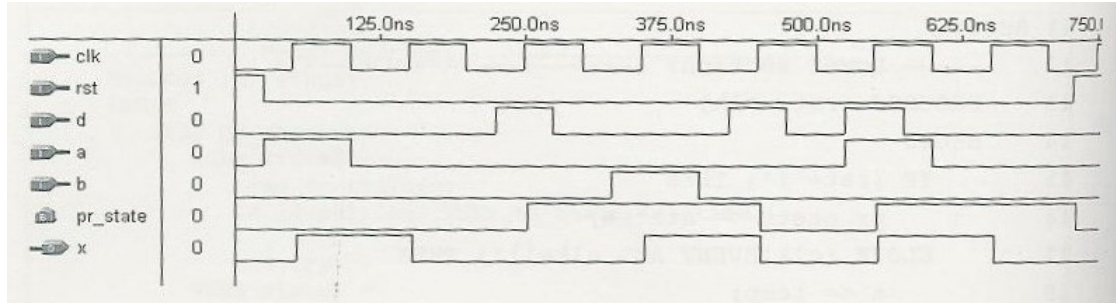 125.0ns 250.0ns 375.0ns 500.0ns 625.0ns 750.
clk 0
rst 1
d 0
a 0
b 0
pr_state 0
x 0